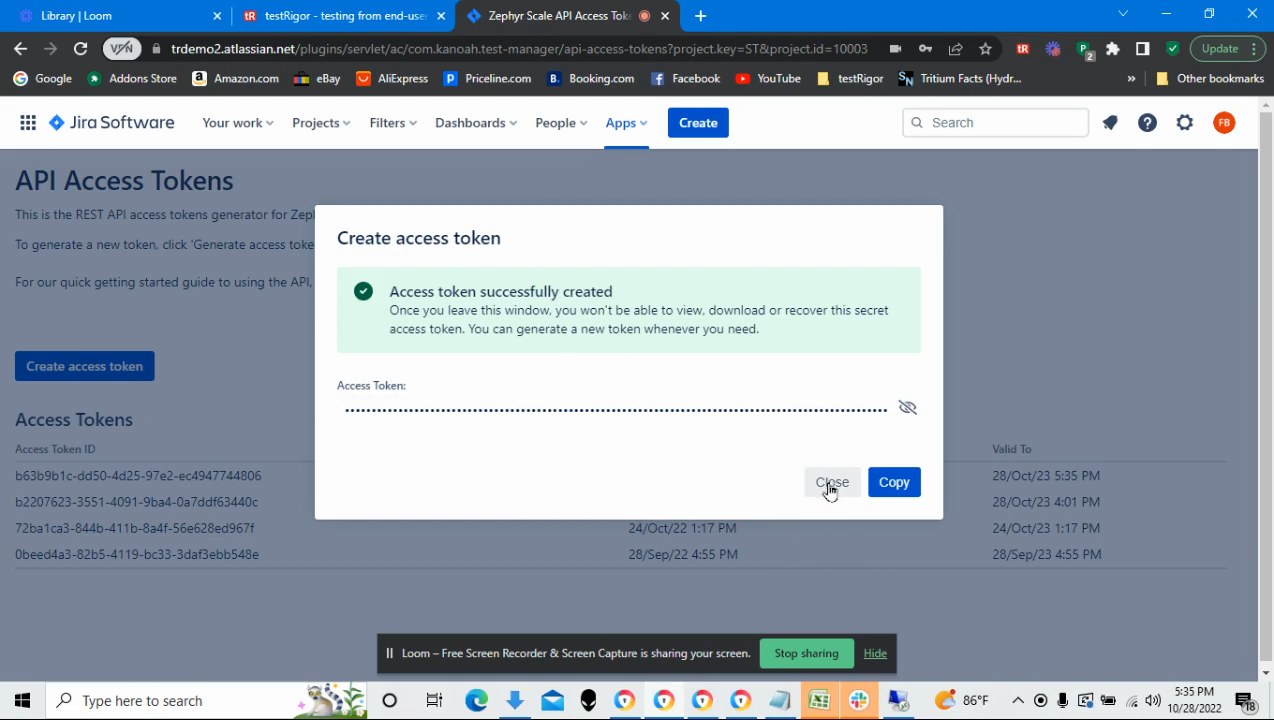 Library | Loom
tR testRigor - testing from end-use
Zephyr Scale API Access Tok
VPN
trdemo2.atlassian.net/plugins/servlet/ac/com.kanoah.test-manager/api-access-tokens?project.key=ST&project.id=10003
tR
P
2
Update
Google
Addons Store
a Amazon.com
eBay
AliExpress
P Priceline.com
B. Booking.com
Facebook
YouTube
testRigor
SN Tritium Facts (Hydr...
»
Other bookmarks
Jira Software
Your work
Projects
Filters
Dashboards
People
Apps
Create
Search
FB
API Access Tokens
This is the REST API access tokens generator for Zep
To generate a new token, click 'Generate access toke
For our quick getting started guide to using the API,
Create access token
Create access token
Access token successfully created
Once you leave this window, you won't be able to view, download or recover this secret
access token. You can generate a new token whenever you need.
Access Token:
Close
Copy
Access Tokens
Access Token ID
Valid To
b63b9b1c-dd50-4d25-97e2-ec4947744806
28/Oct/23 5:35 PM
b2207623-3551-4091-9ba4-0a7ddf63440c
28/Oct/23 4:01 PM
72ba1ca3-844b-411b-8a4f-56e628ed967f
24/Oct/22 1:17 PM
24/Oct/23 1:17 PM
0beed4a3-82b5-4119-bc33-3daf3ebb548e
28/Sep/22 4:55 PM
28/Sep/23 4:55 PM
Loom – Free Screen Recorder & Screen Capture is sharing your screen.
Stop sharing
Hide
Type here to search
86°F
5:35 PM
10/28/2022
18